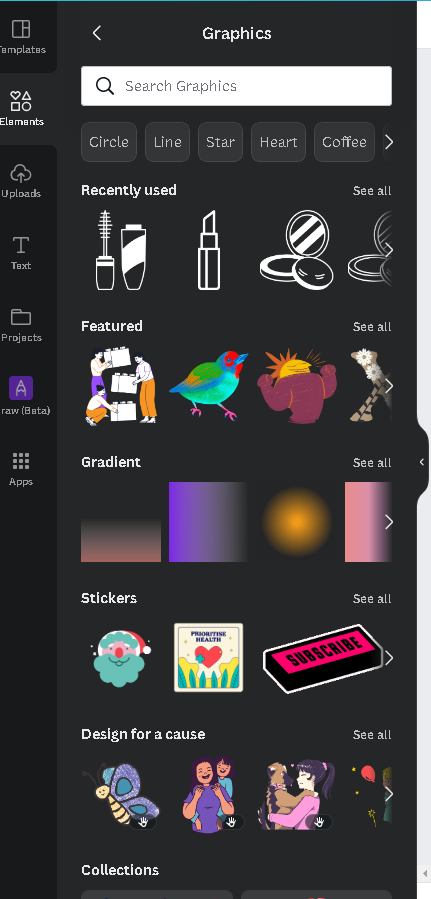 Graphics
Templates
Search Graphics
Elements
Circle
Line
Star
Heart
Coffee
Recently used
See all
Uploads
Text
Featured
See all
Projects
raw (Beta)
Gradient
See all
Apps
Stickers
See all
PRIORITISE
HEALTH
SUBSCRIBE
Design for a cause
See all
Collections